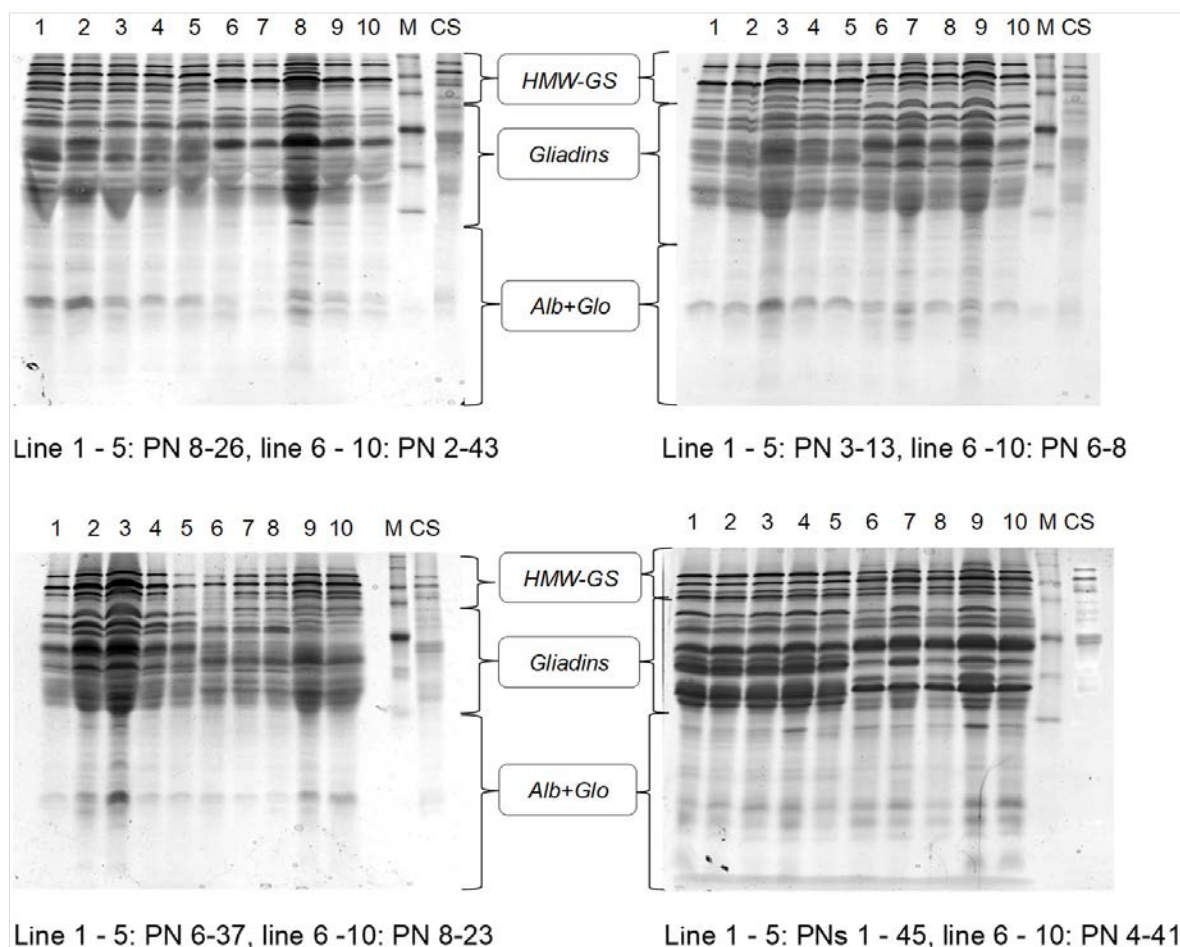 1 2 3 4 5 6 7 8 9 10 M CS
1 2 3 4 5 6 7 8 9 10 M CS
HMW-GS
Gliadins
Alb+Glo
Line 1 - 5: PN 8-26, line 6 - 10: PN 2-43
Line 1 - 5: PN 3-13, line 6 -10: PN 6-8
1 2 3 4 5 6 7 8 9 10 M CS
1 2 3 4 5 6 7 8 9 10 M CS
HMW-GS
Gliadins
Alb+Glo
Line 1 - 5: PN 6-37, line 6 -10: PN 8-23
Line 1 - 5: PNs 1 - 45, line 6 - 10: PN 4-41